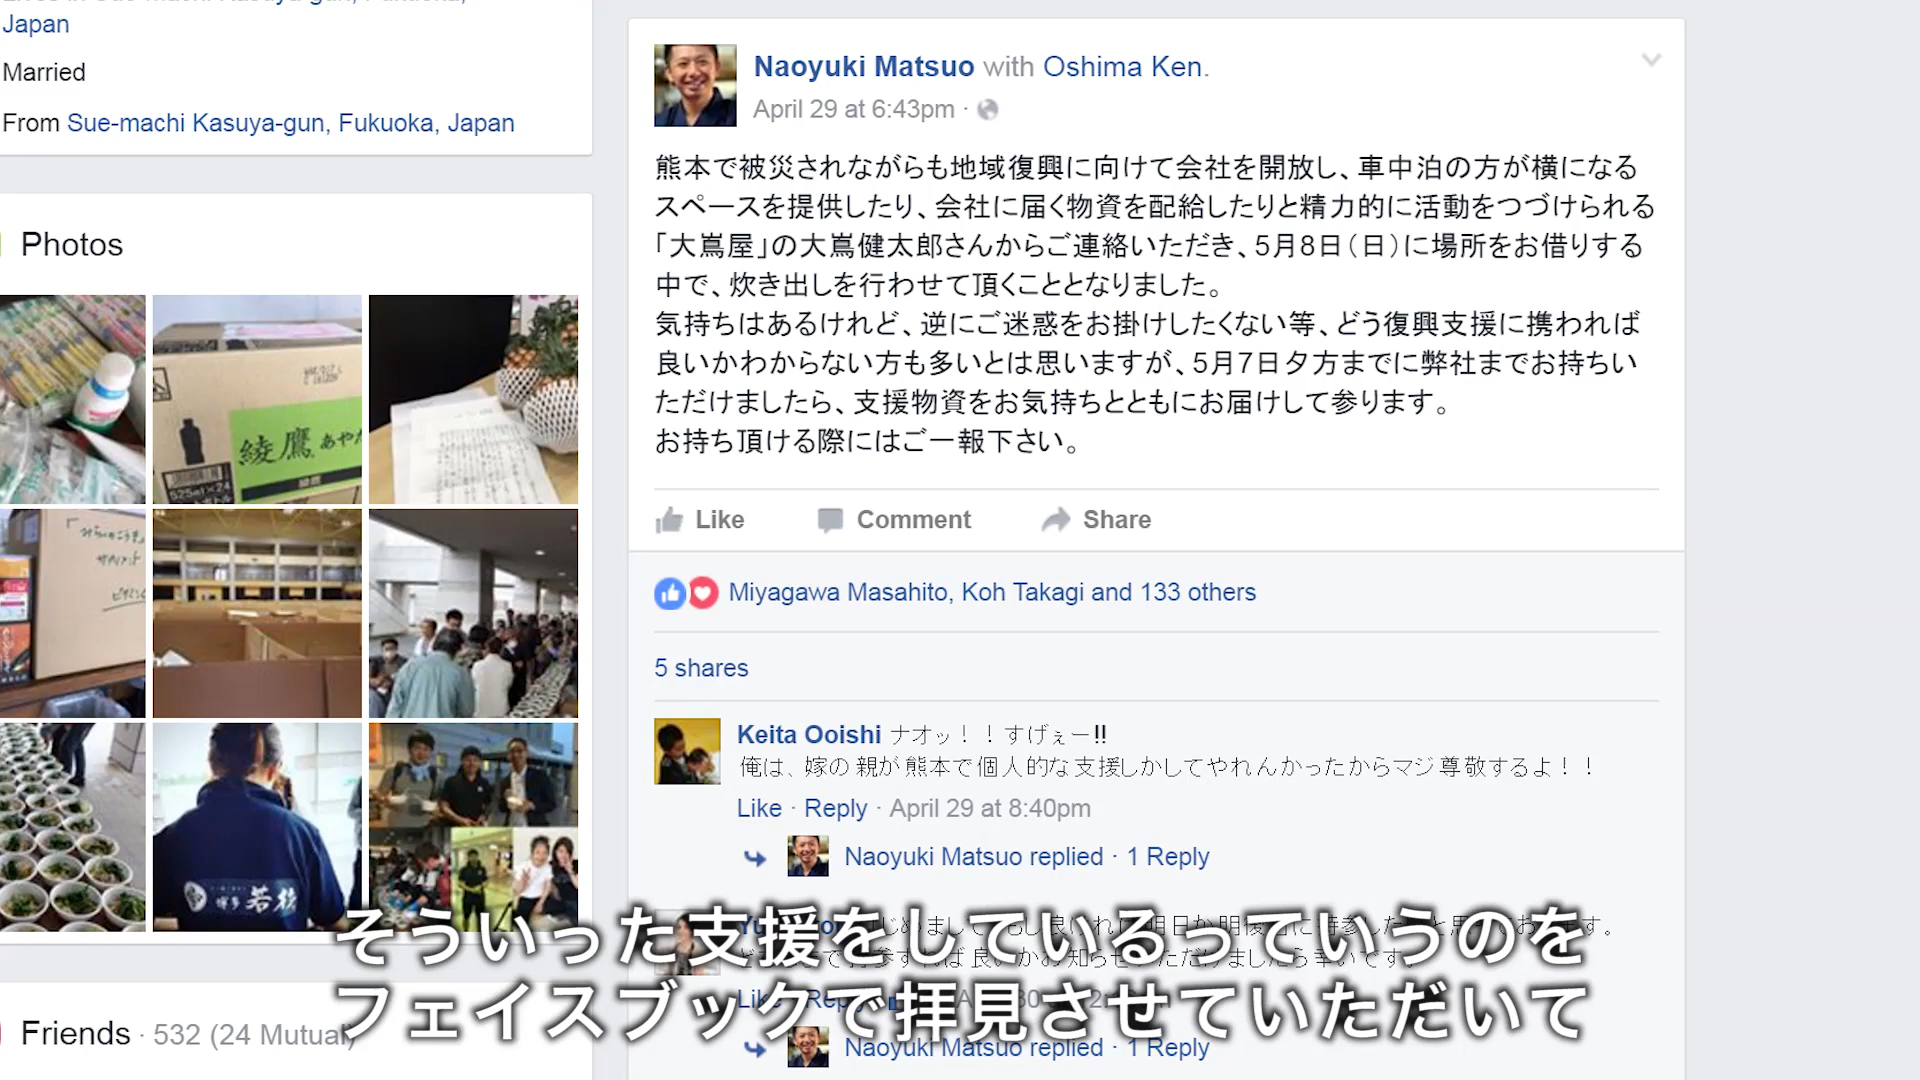 Japan
Married
From Sue-machi Kasuya-gun, Fukuoka, Japan
Photos
綾鷹
525ml×24
博多 若杉
Friends · 532 (24 Mutual)
Naoyuki Matsuo with Oshima Ken.
April 29 at 6:43pm ·
熊本で被災されながらも地域復興に向けて会社を開放し、車中泊の方が横になる
スペースを提供したり、会社に届く物資を配給したりと精力的に活動をつづけられる
「大嶌屋」の大嶌健太郎さんからご連絡いただき、5月8日(日)に場所をお借りする
中で、炊き出しを行わせて頂くこととなりました。
気持ちはあるけれど、逆にご迷惑をお掛けしたくない等、どう復興支援に携われば
良いかわからない方も多いとは思いますが、5月7日夕方までに弊社までお持ちい
ただけましたら、支援物資をお気持ちとともにお届けして参ります。
お持ち頂ける際にはご一報下さい。
Like Comment Share
Miyagawa Masahito, Koh Takagi and 133 others
5 shares
Keita Ooishi ナオッ！！すげぇー!!
俺は、嫁の親が熊本で個人的な支援しかしてやれんかったからマジ尊敬するよ！！
Like · Reply · April 29 at 8:40pm
Naoyuki Matsuo replied · 1 Reply
Naoyuki Matsuo replied · 1 Reply
そういった支援をしているっていうのを
フェイスブックで拝見させていただいて